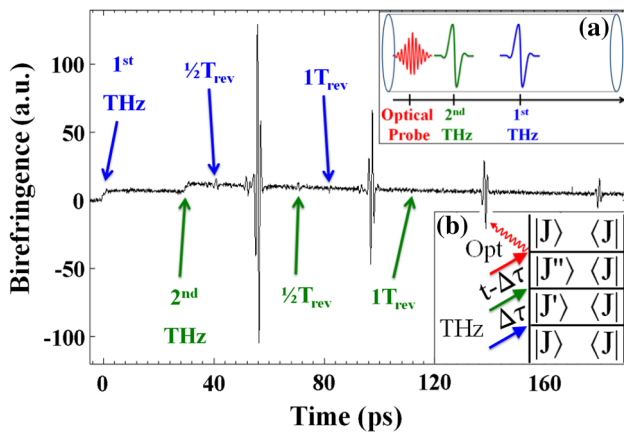 (a)
Optical
Probe
2nd
THz
1st
THz
Birefringence (a.u.)
100
50
0
-50
-100
1st
THz
½Trev
1Trev
2nd
THz
½Trev
1Trev
(b)
Opt
t-Δτ
Δτ
THz
|J⟩ ⟨J|
|J''⟩ ⟨J|
|J'⟩ ⟨J|
|J⟩ ⟨J|
0 40 80 120 160
Time (ps)